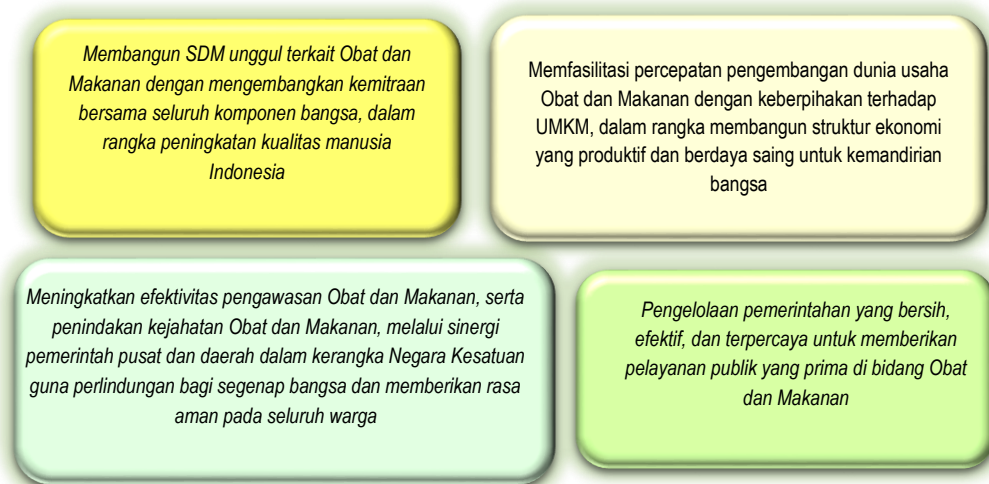 Membangun SDM unggul terkait Obat dan
Makanan dengan mengembangkan kemitraan
bersama seluruh komponen bangsa, dalam
rangka peningkatan kualitas manusia
Indonesia
Memfasilitasi percepatan pengembangan dunia usaha
Obat dan Makanan dengan keberpihakan terhadap
UMKM, dalam rangka membangun struktur ekonomi
yang produktif dan berdaya saing untuk kemandirian
bangsa
Meningkatkan efektivitas pengawasan Obat dan Makanan, serta
penindakan kejahatan Obat dan Makanan, melalui sinergi
pemerintah pusat dan daerah dalam kerangka Negara Kesatuan
guna perlindungan bagi segenap bangsa dan memberikan rasa
aman pada seluruh warga
Pengelolaan pemerintahan yang bersih,
efektif, dan terpercaya untuk memberikan
pelayanan publik yang prima di bidang Obat
dan Makanan